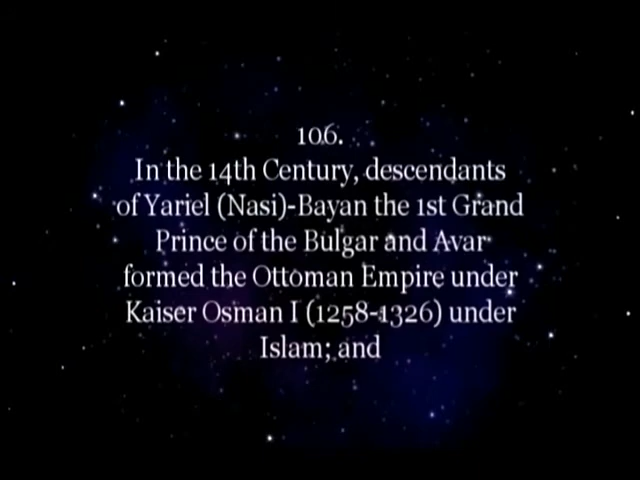 106.
In the 14th Century, descendants
of Yariel (Nasi)-Bayan the 1st Grand
Prince of the Bulgar and Avar
formed the Ottoman Empire under
Kaiser Osman I (1258-1326) under
Islam; and